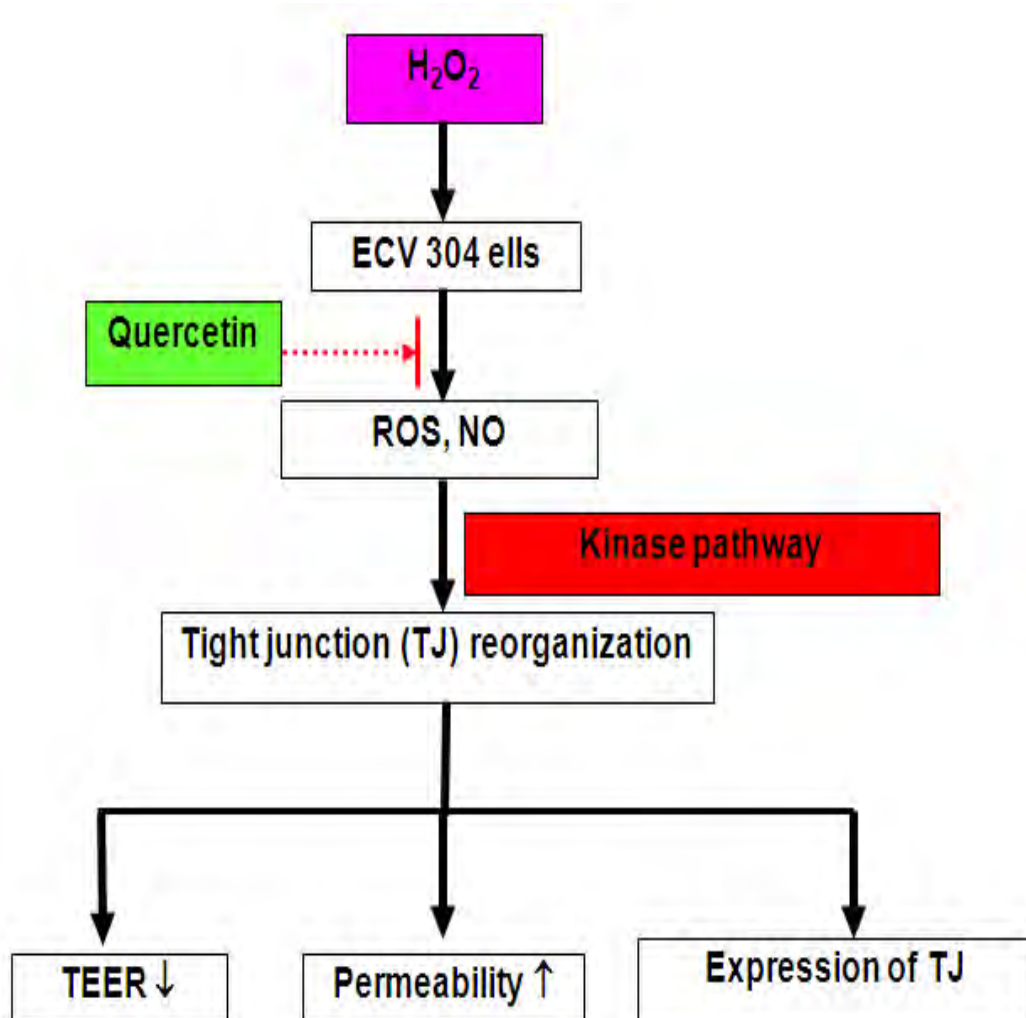 H₂O₂
ECV 304 ells
Quercetin
ROS, NO
Kinase pathway
Tight junction (TJ) reorganization
TEER ↓
Permeability ↑
Expression of TJ